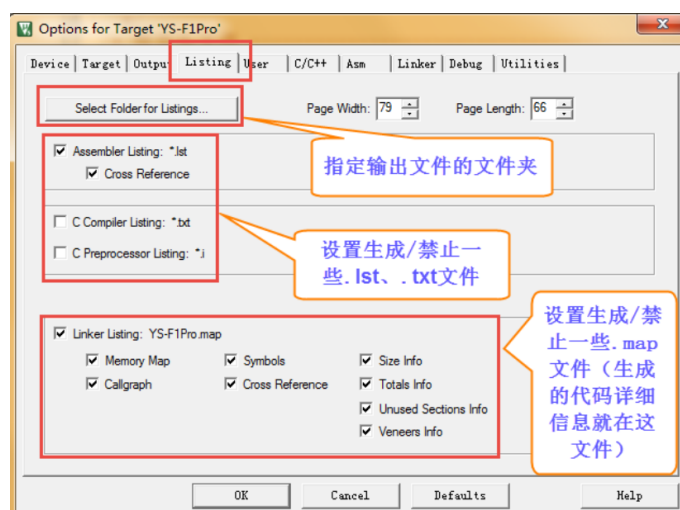 Options for Target 'YS-F1Pro'
Device Target Output Listing User C/C++ Asm Linker Debug Utilities
Select Folder for Listings... Page Width: 79 Page Length: 66
指定输出文件的文件夹
Assembler Listing: *.lst
Cross Reference
C Compiler Listing: *.txt
C Preprocessor Listing: *.i
设置生成/禁止一
些.lst、.txt文件
Linker Listing: YS-F1Pro.map
Memory Map Symbols Size Info
Callgraph Cross Reference Totals Info
Unused Sections Info
Veneers Info
设置生成/禁
止一些.map
文件（生成
的代码详细
信息就在这
文件）
OK Cancel Defaults Help